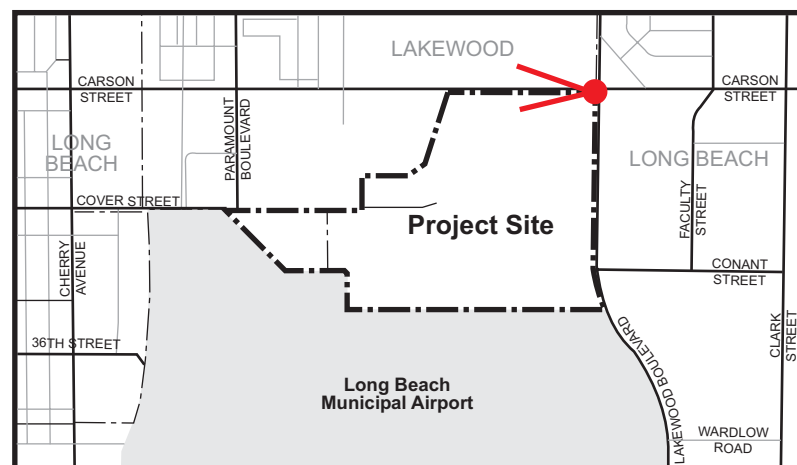 LAKEWOOD
CARSON
STREET
CARSON
STREET
LONG
BEACH
PARAMOUNT
BOULEVARD
LONG BEACH
FACULTY
STREET
COVER STREET
Project Site
CHERRY
AVENUE
CONANT
STREET
36TH STREET
LAKEWOOD BOULEVARD
CLARK
STREET
Long Beach
Municipal Airport
WARDLOW
ROAD